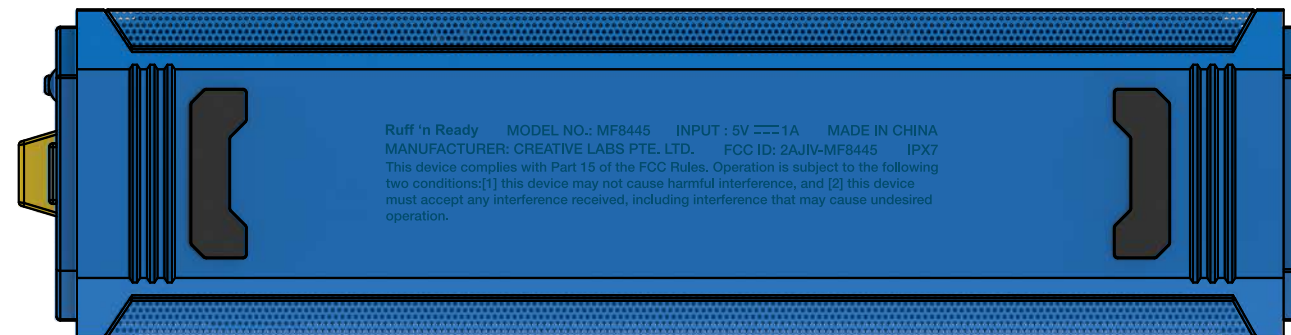 Ruff 'n Ready MODEL NO.: MF8445 INPUT : 5V ⎓ 1A MADE IN CHINA
MANUFACTURER: CREATIVE LABS PTE. LTD. FCC ID: 2AJIV-MF8445 IPX7
This device complies with Part 15 of the FCC Rules. Operation is subject to the following
two conditions:[1] this device may not cause harmful interference, and [2] this device
must accept any interference received, including interference that may cause undesired
operation.